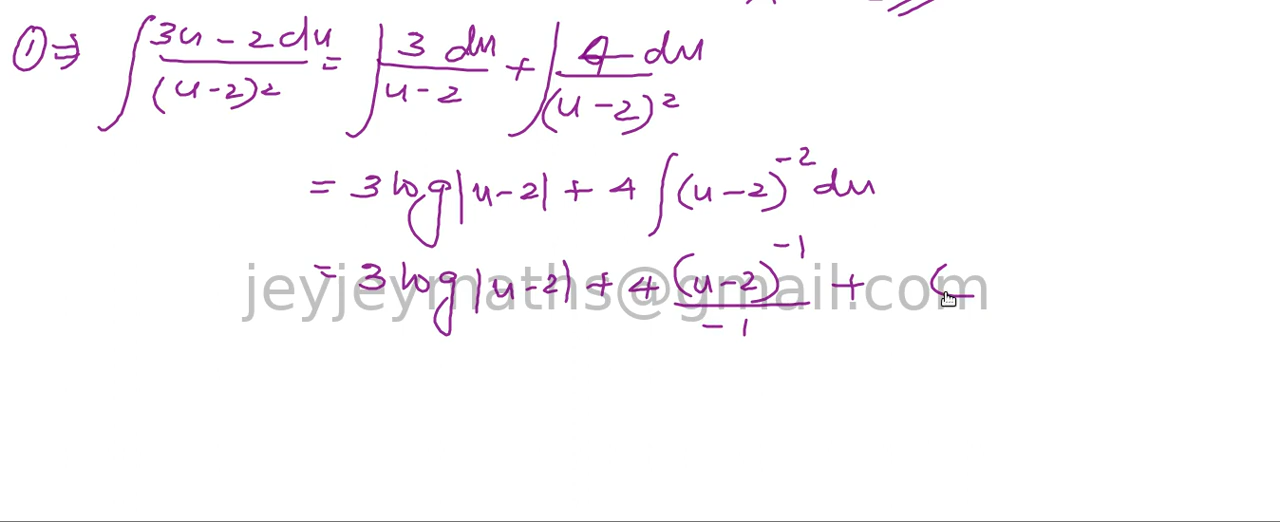 ① ⇒ ∫ 3u - 2 du / (u-2)² = ∫ 3 du / u-2 + ∫ 4 du / (u-2)²
= 3 log|u-2| + 4 ∫ (u-2)⁻² du
= 3 log|u-2| + 4 (u-2)⁻¹ / -1 + C
jeyjeymaths@gmail.com